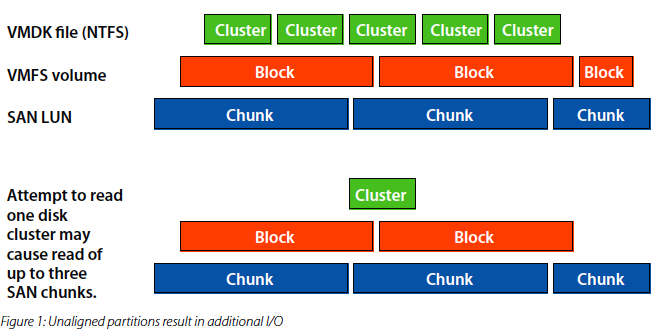 VMDK file (NTFS)
Cluster Cluster Cluster Cluster Cluster
VMFS volume
Block Block Block
SAN LUN
Chunk Chunk Chunk
Attempt to read
one disk
cluster may
cause read of
up to three
SAN chunks.
Cluster
Block Block
Chunk Chunk Chunk
Figure 1: Unaligned partitions result in additional I/O